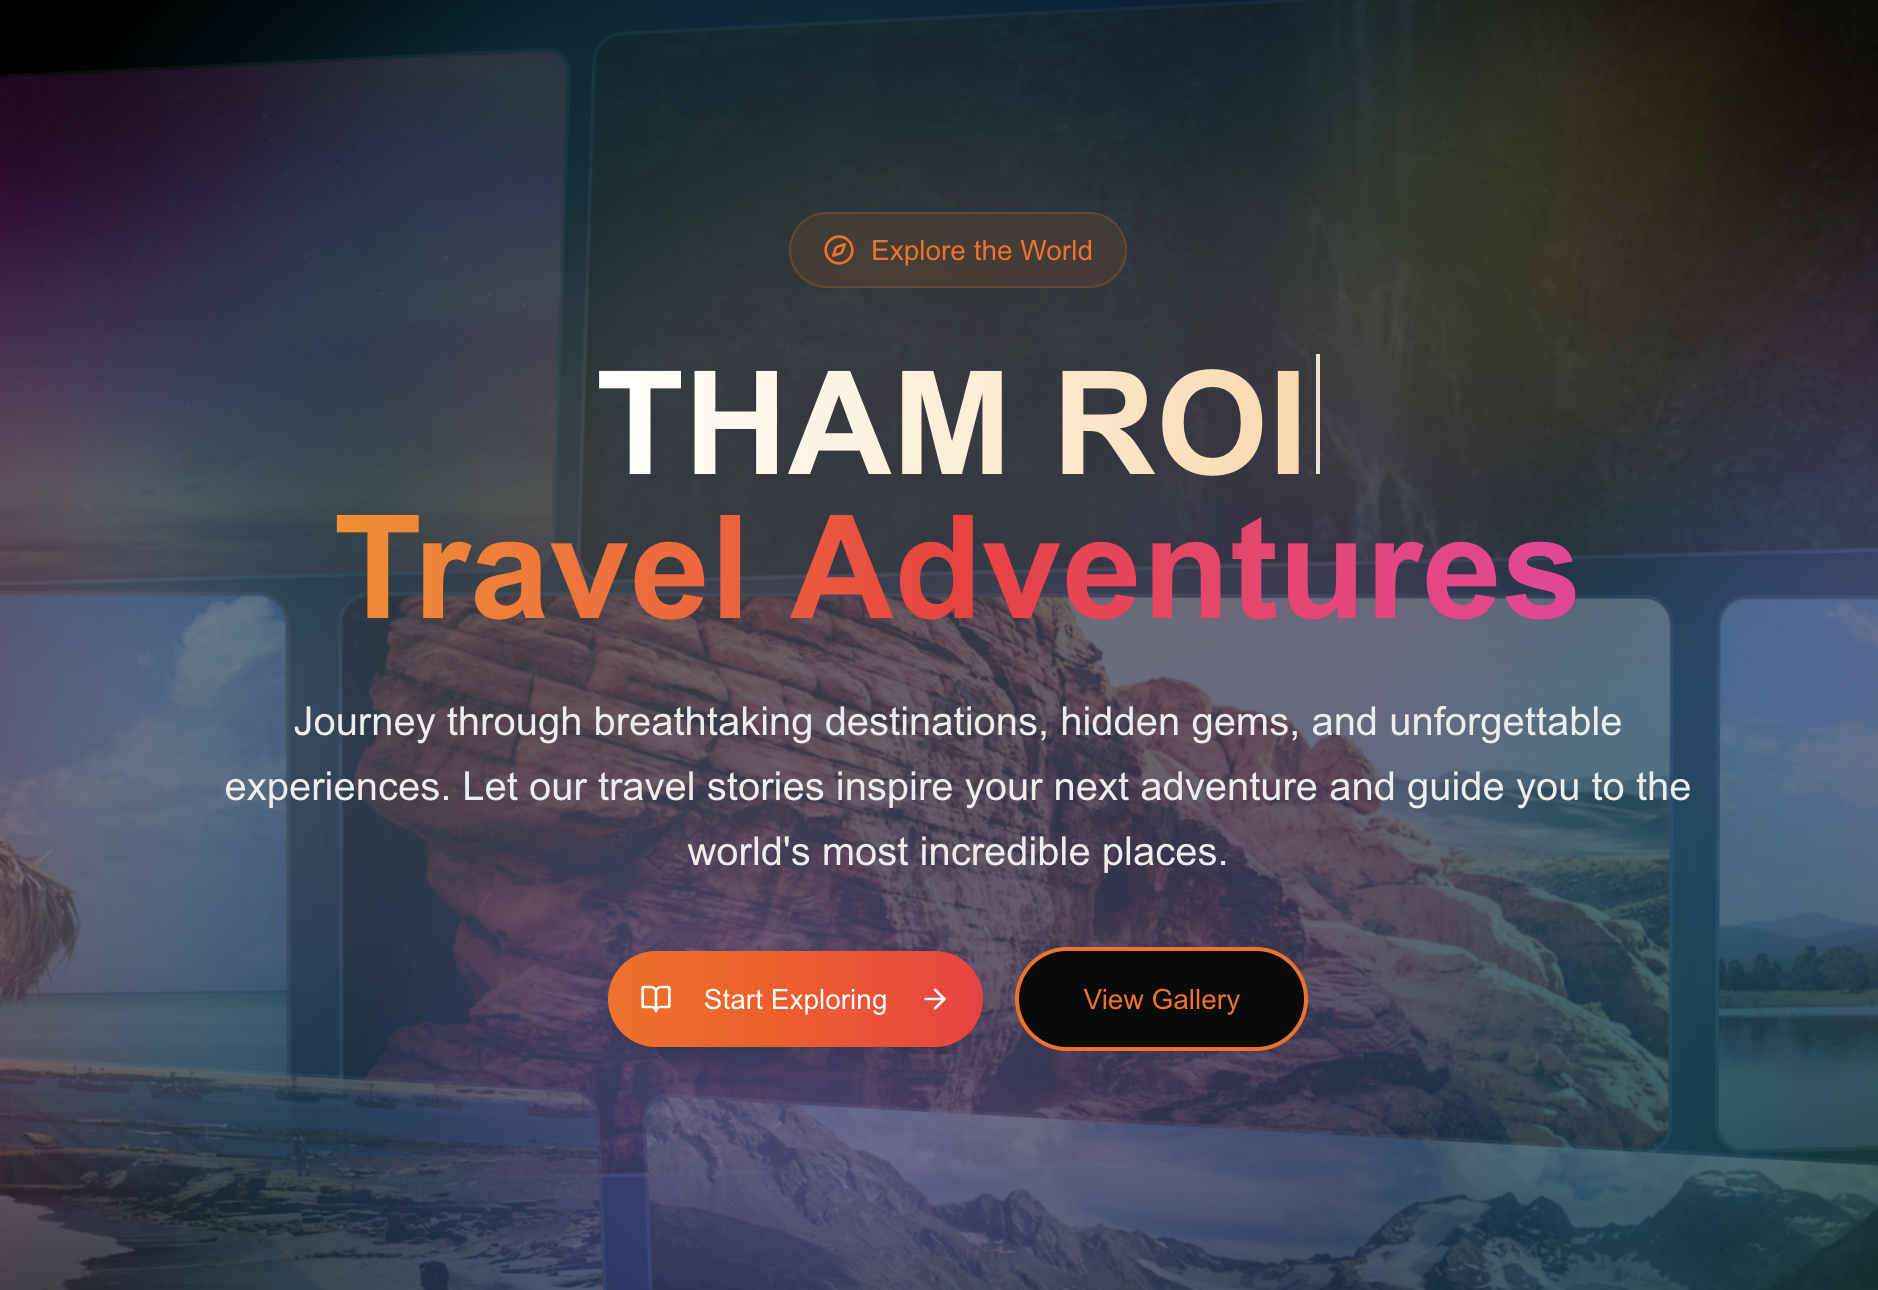 Explore the World
THAM ROI
Travel Adventures
Journey through breathtaking destinations, hidden gems, and unforgettable
experiences. Let our travel stories inspire your next adventure and guide you to the
world's most incredible places.
Start Exploring
View Gallery